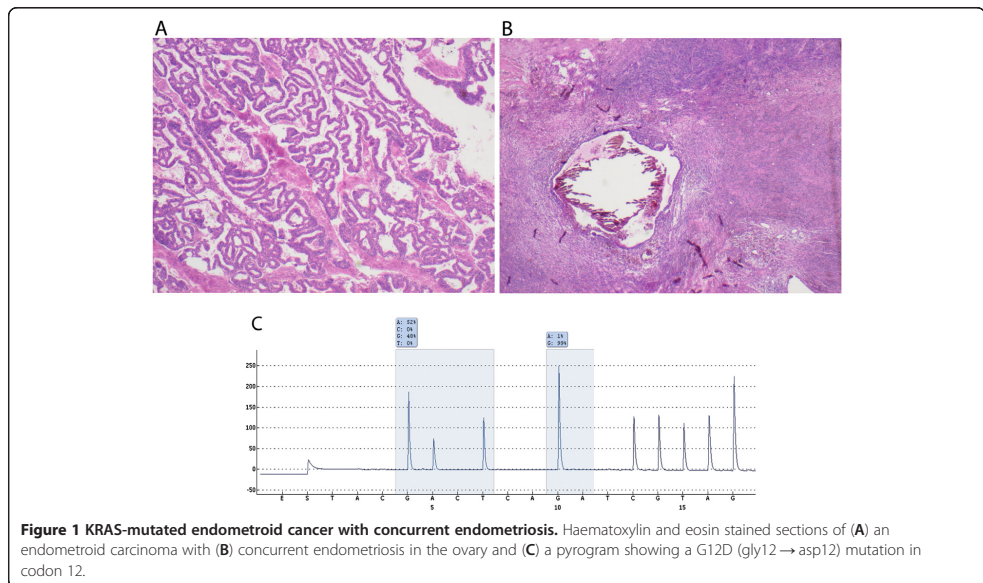 A
B
C
A: 52%
C: 0%
G: 48%
T: 0%
A: 1%
G: 99%
250
200
150
100
50
0
-50
E S T A C G A C T C A G A T C G T A G
5 10 15
Figure 1 KRAS-mutated endometroid cancer with concurrent endometriosis. Haematoxylin and eosin stained sections of (A) an
endometroid carcinoma with (B) concurrent endometriosis in the ovary and (C) a pyrogram showing a G12D (gly12 → asp12) mutation in
codon 12.